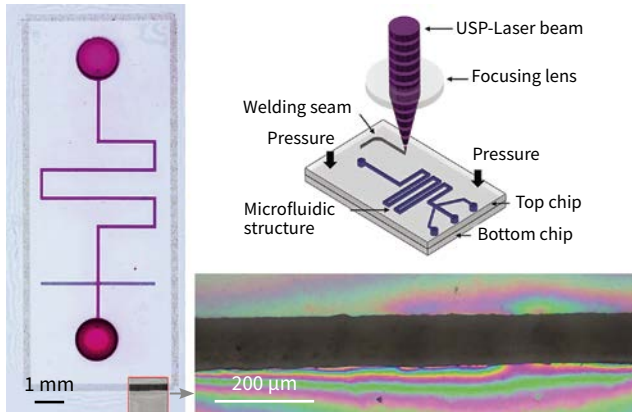 USP-Laser beam
Focusing lens
Welding seam
Pressure
Pressure
Top chip
Microfluidic
structure
Bottom chip
1 mm
200 µm